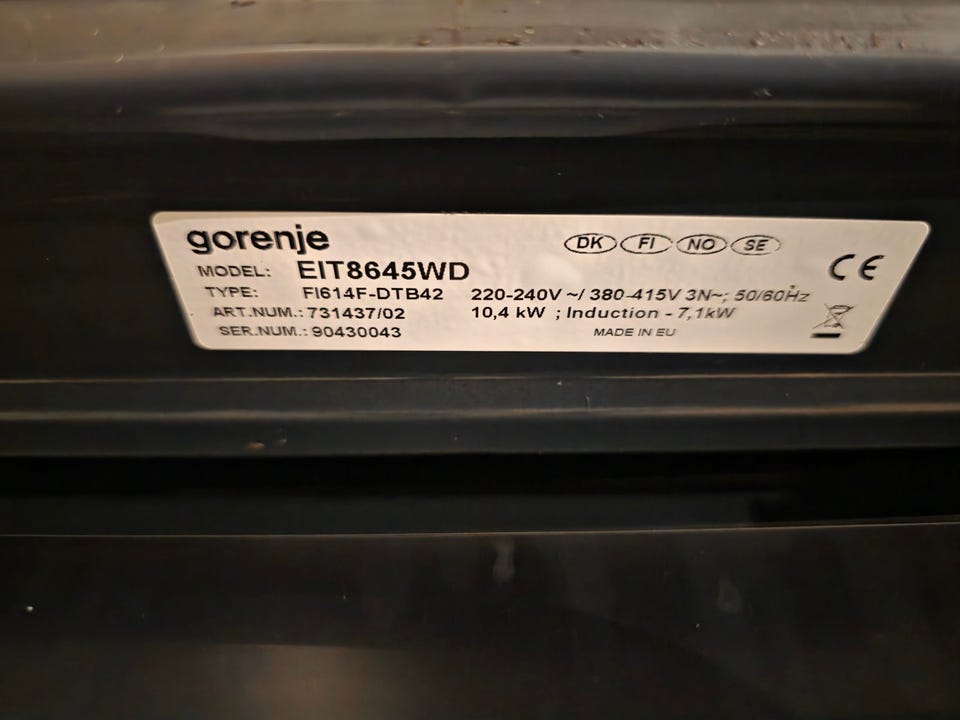 gorenje
DK FI NO SE
MODEL: EIT8645WD
CE
TYPE: FI614F-DTB42 220-240V ~/ 380-415V 3N~; 50/60Hz
ART.NUM.: 731437/02 10,4 kW ; Induction - 7,1kW
SER.NUM.: 90430043 MADE IN EU